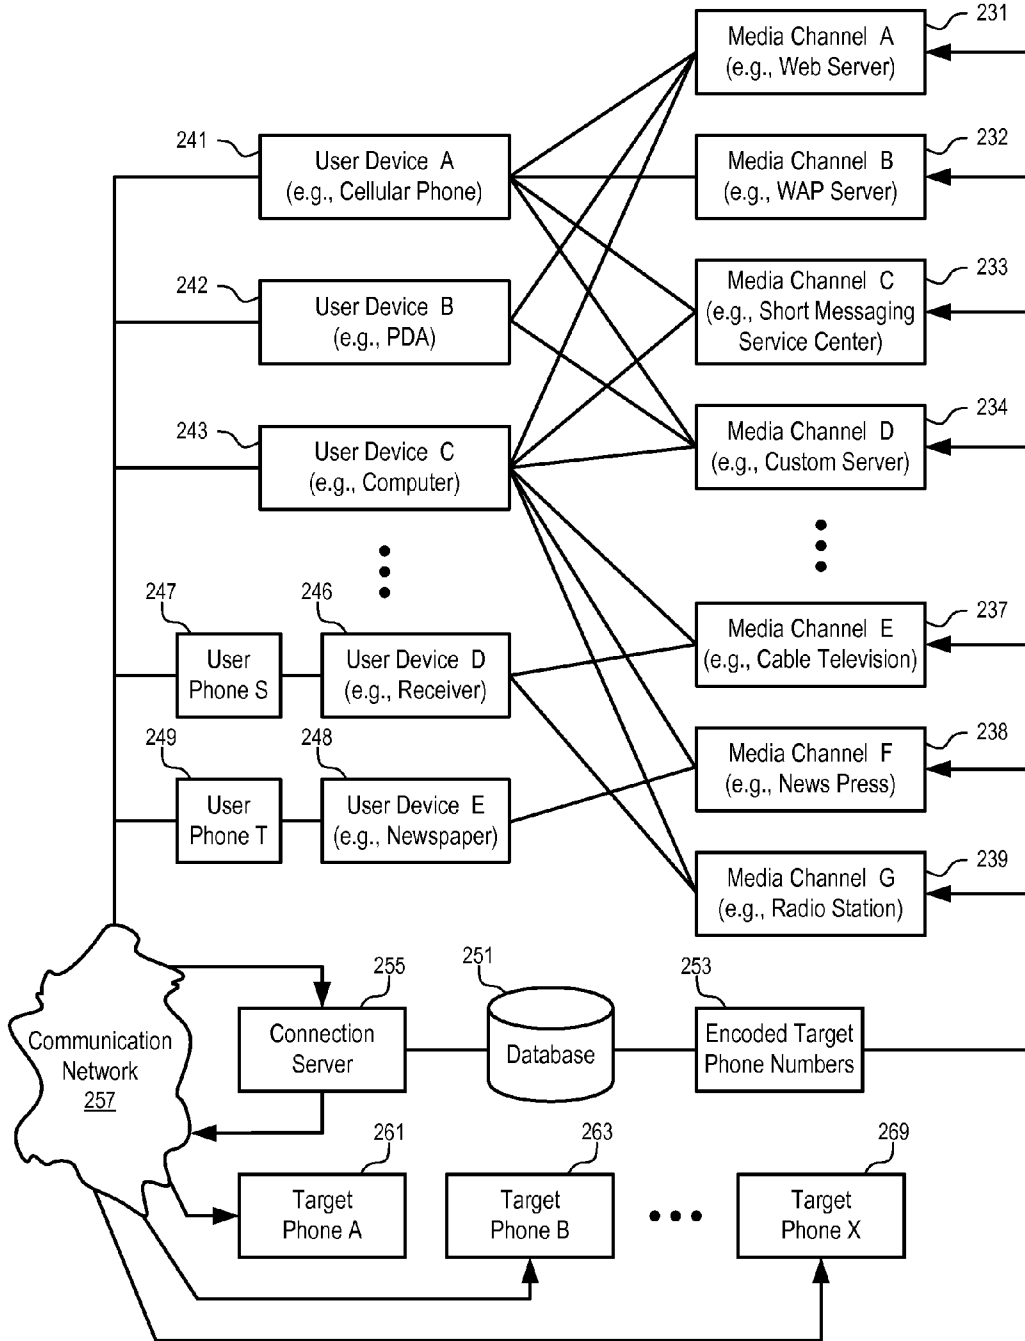 231
Media Channel A
(e.g., Web Server)
241
User Device A
(e.g., Cellular Phone)
232
Media Channel B
(e.g., WAP Server)
242
User Device B
(e.g., PDA)
233
Media Channel C
(e.g., Short Messaging
Service Center)
243
User Device C
(e.g., Computer)
234
Media Channel D
(e.g., Custom Server)
247
User
Phone S
246
User Device D
(e.g., Receiver)
237
Media Channel E
(e.g., Cable Television)
249
User
Phone T
248
User Device E
(e.g., Newspaper)
238
Media Channel F
(e.g., News Press)
239
Media Channel G
(e.g., Radio Station)
Communication
Network
257
255
Connection
Server
251
Database
253
Encoded Target
Phone Numbers
261
Target
Phone A
263
Target
Phone B
269
Target
Phone X